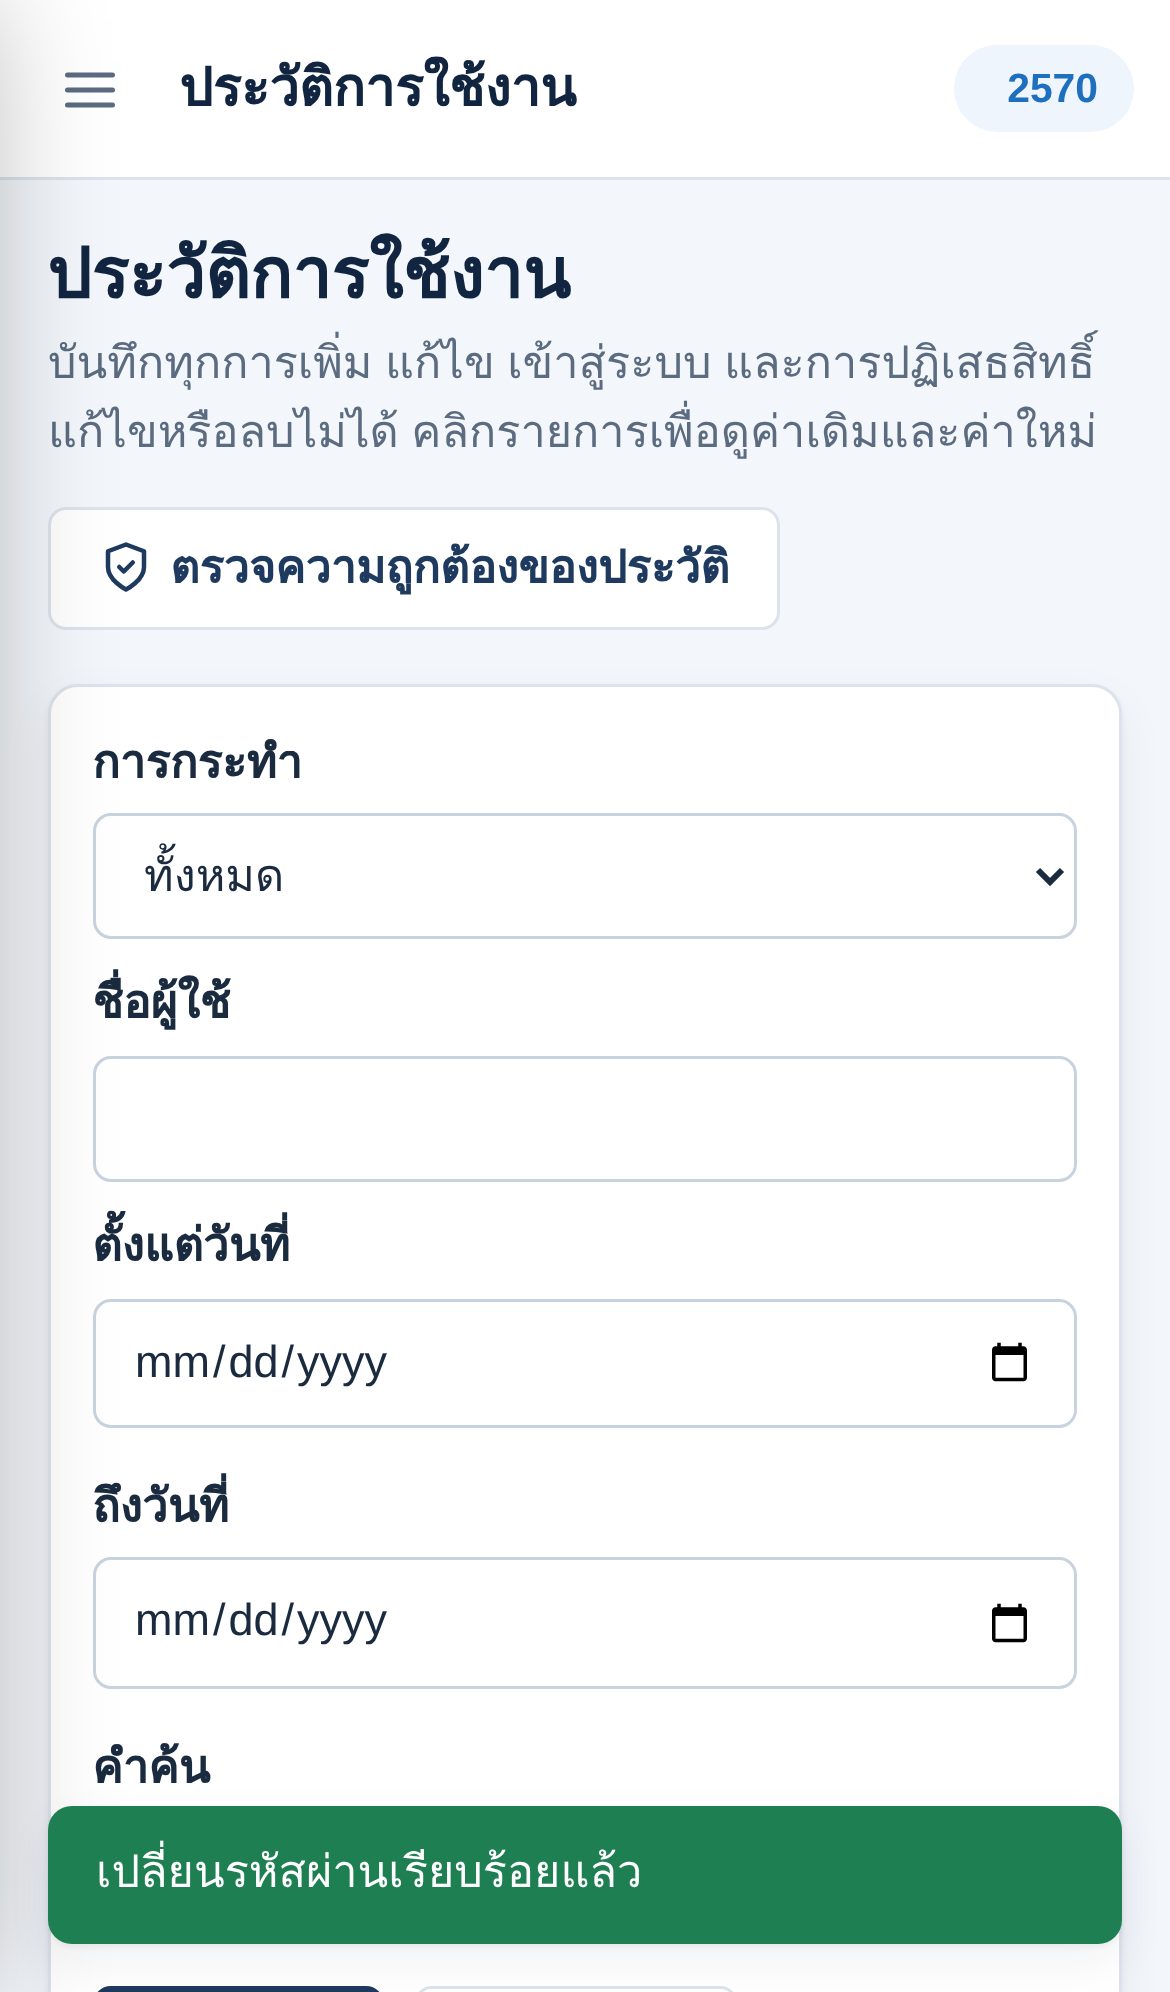 ประวัติการใช้งาน
2570
ประวัติการใช้งาน
บันทึกทุกการเพิ่ม แก้ไข เข้าสู่ระบบ และการปฏิเสธสิทธิ์
แก้ไขหรือลบไม่ได้ คลิกรายการเพื่อดูค่าเดิมและค่าใหม่
ตรวจความถูกต้องของประวัติ
การกระทำ
ทั้งหมด
ชื่อผู้ใช้
ตั้งแต่วันที่
mm/dd/yyyy
ถึงวันที่
mm/dd/yyyy
คำค้น
เปลี่ยนรหัสผ่านเรียบร้อยแล้ว